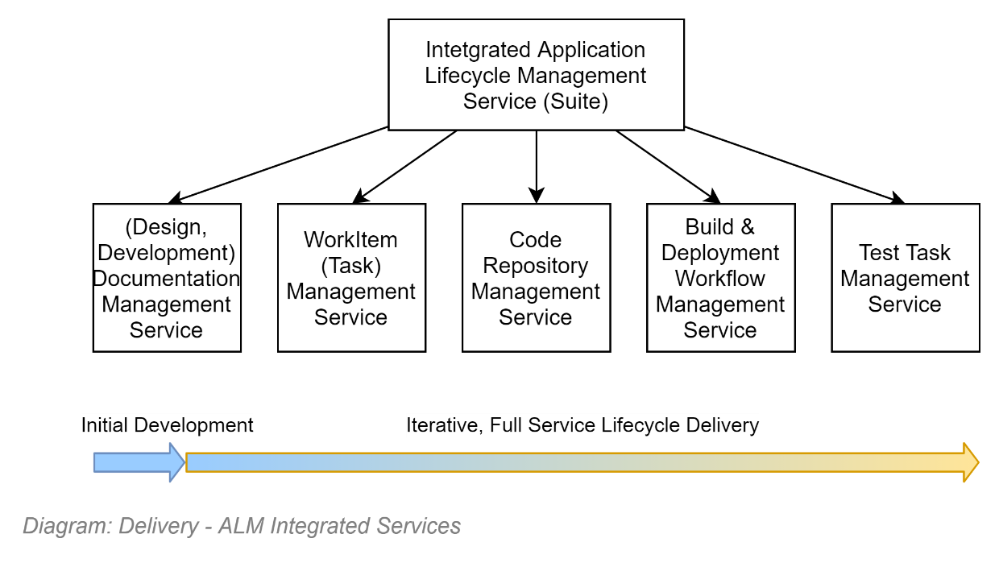 Intetgrated Application
Lifecycle Management
Service (Suite)
(Design,
Development)
Documentation
Management
Service
WorkItem
(Task)
Management
Service
Code
Repository
Management
Service
Build &
Deployment
Workflow
Management
Service
Test Task
Management
Service
Initial Development
Iterative, Full Service Lifecycle Delivery
Diagram: Delivery - ALM Integrated Services